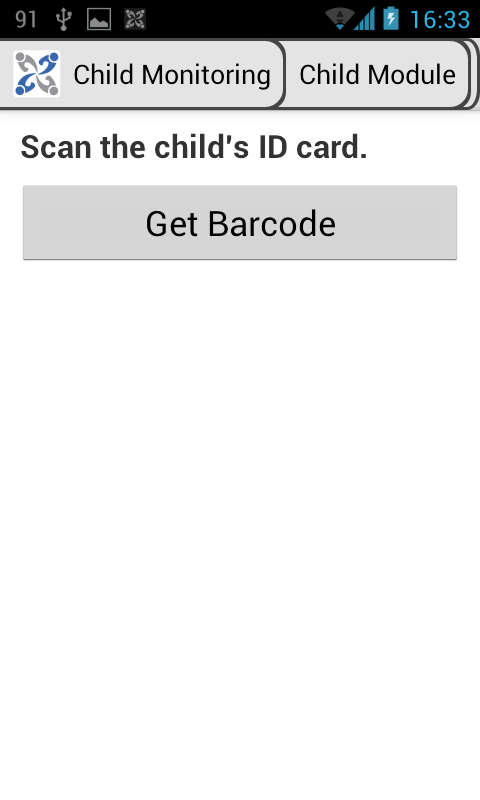 91 16:33
Child Monitoring Child Module
Scan the child's ID card.
Get Barcode